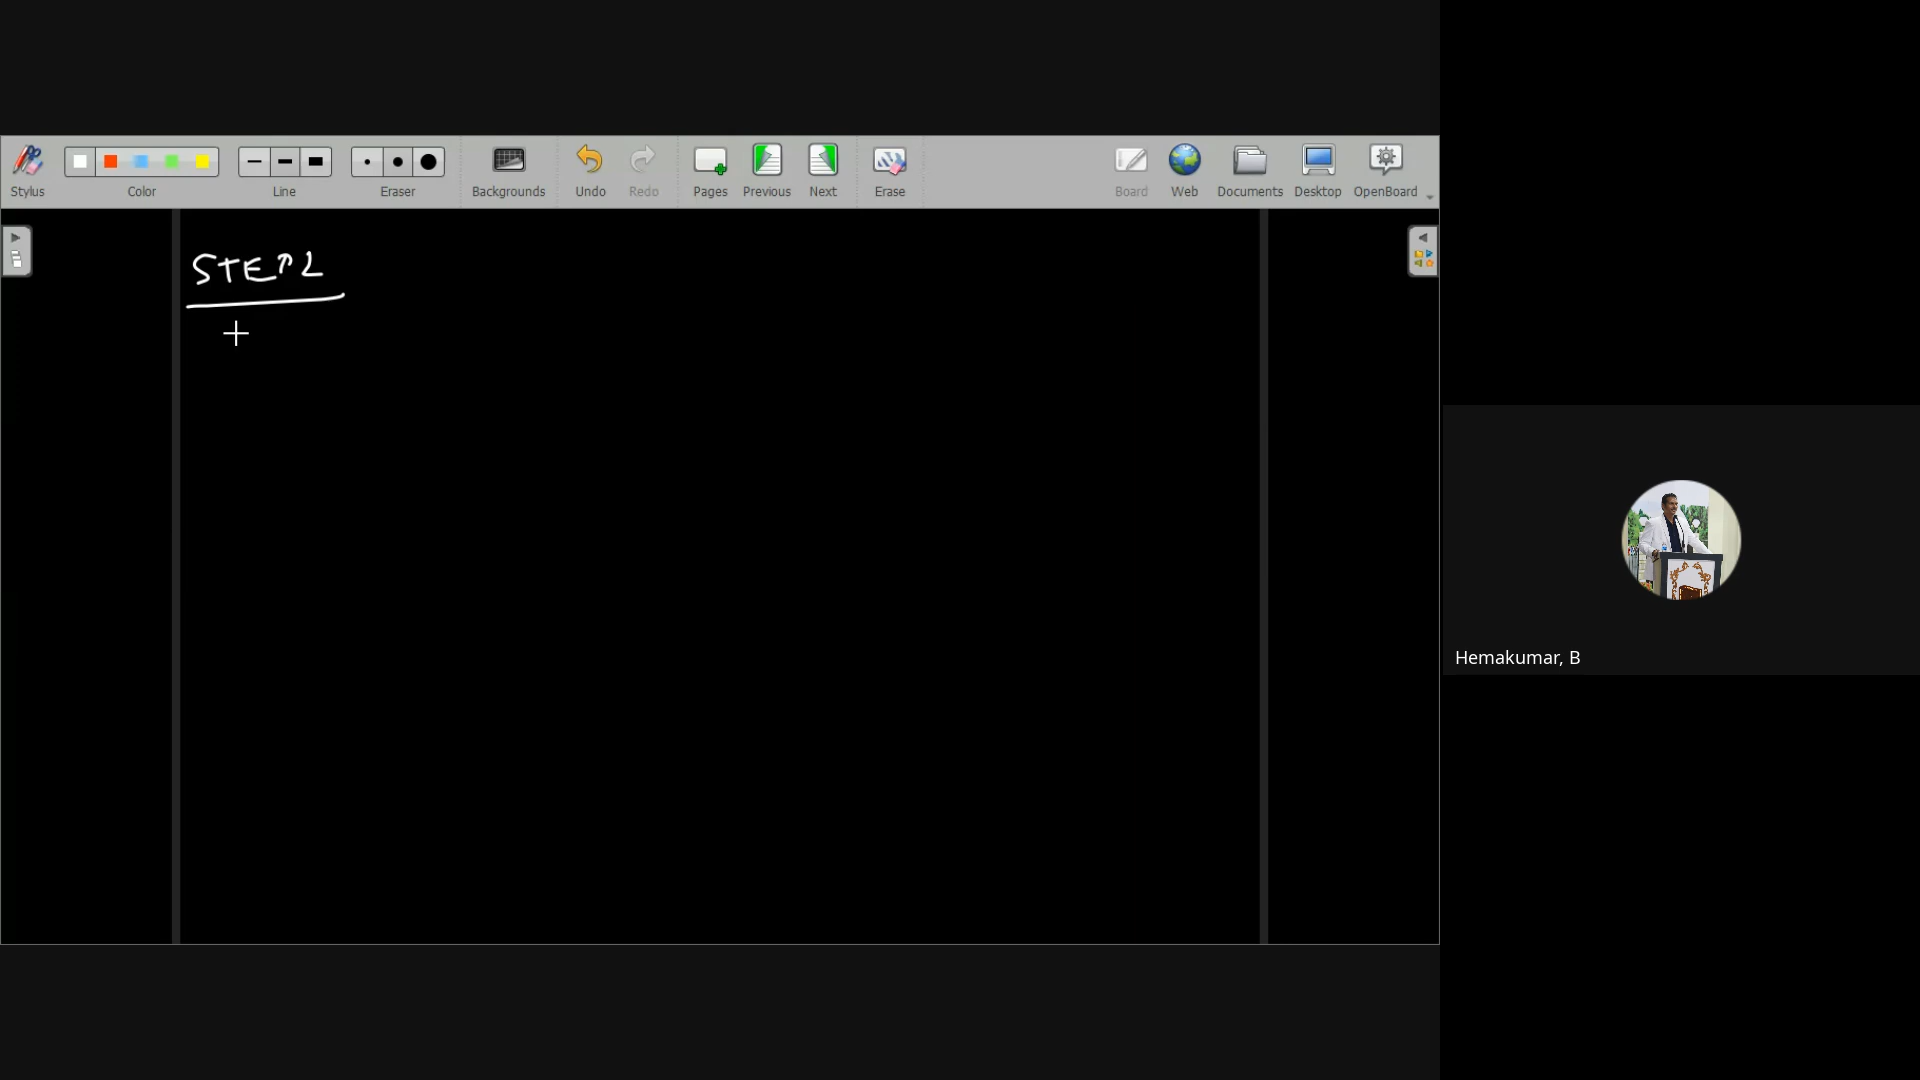 Stylus Color Line Eraser Backgrounds Undo Redo Pages Previous Next Erase Board Web Documents Desktop OpenBoard
STEP 2
Hemakumar, B